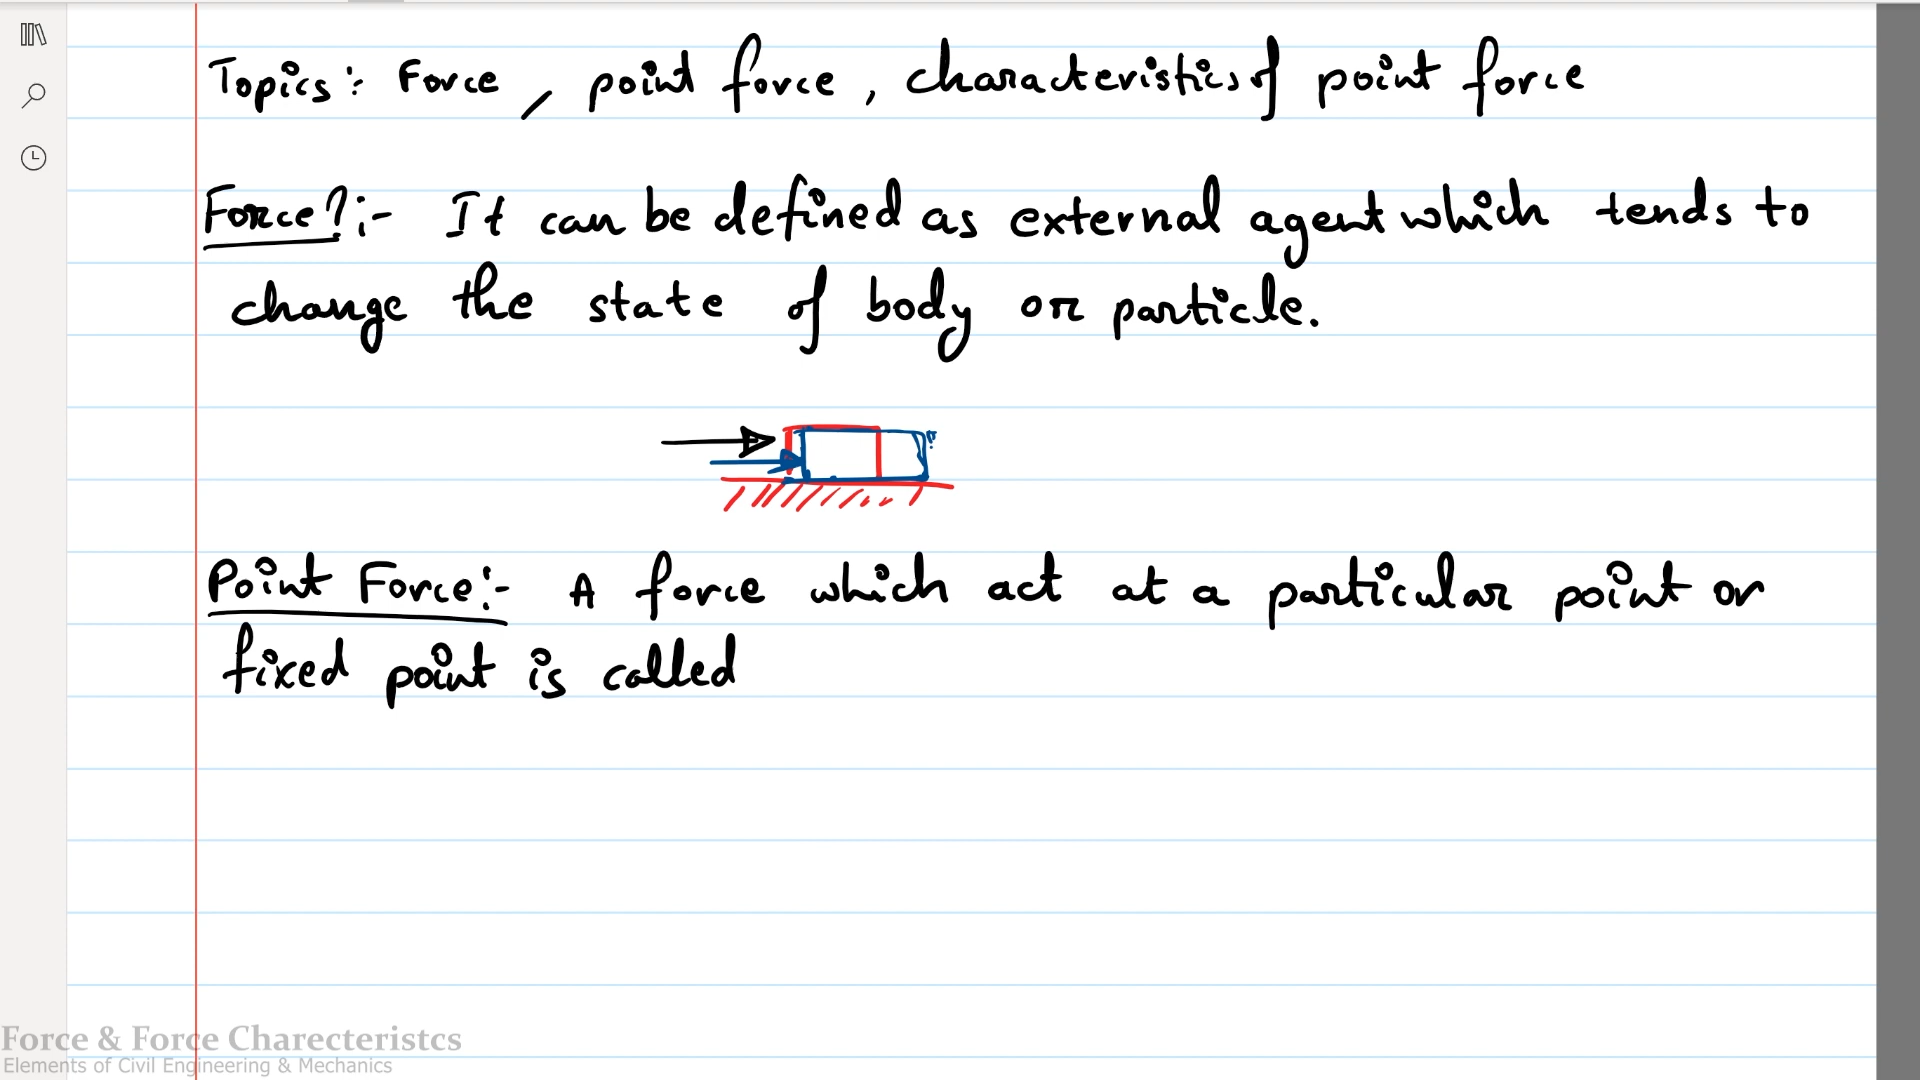 Topics: Force, point force, characteristics of point force
Force?:- It can be defined as external agent which tends to
change the state of body or particle.
Point Force:- A force which act at a particular point or
fixed point is called
Force & Force Charecteristcs
Elements of Civil Engineering & Mechanics